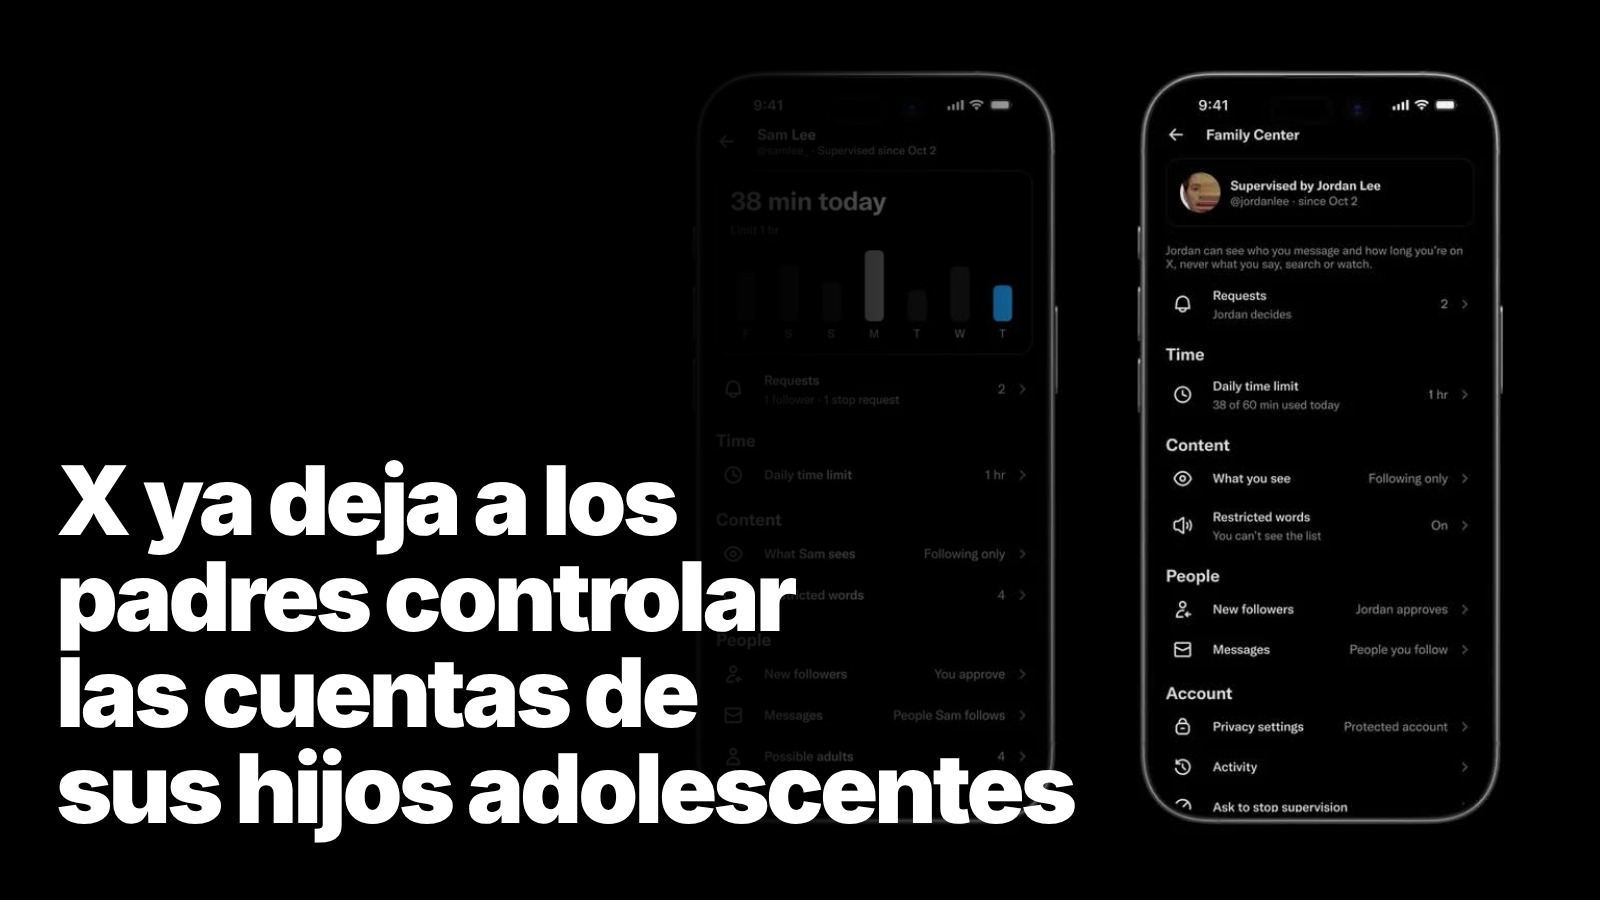 X ya deja a los
padres controlar
las cuentas de
sus hijos adolescentes
9:41
Sam Lee
@samlee_ · Supervised since Oct 2
38 min today
Limit 1 hr
F S S M T W T
Requests
1 follower · 1 stop request
2
Time
Daily time limit
1 hr
Content
What Sam sees
Following only
words
4
People
New followers
You approve
Messages
People Sam follows
Possible adults
4
9:41
Family Center
Supervised by Jordan Lee
@jordanlee · since Oct 2
Jordan can see who you message and how long you're on
X, never what you say, search or watch.
Requests
Jordan decides
2
Time
Daily time limit
38 of 60 min used today
1 hr
Content
What you see
Following only
Restricted words
You can't see the list
On
People
New followers
Jordan approves
Messages
People you follow
Account
Privacy settings
Protected account
Activity
Ask to stop supervision